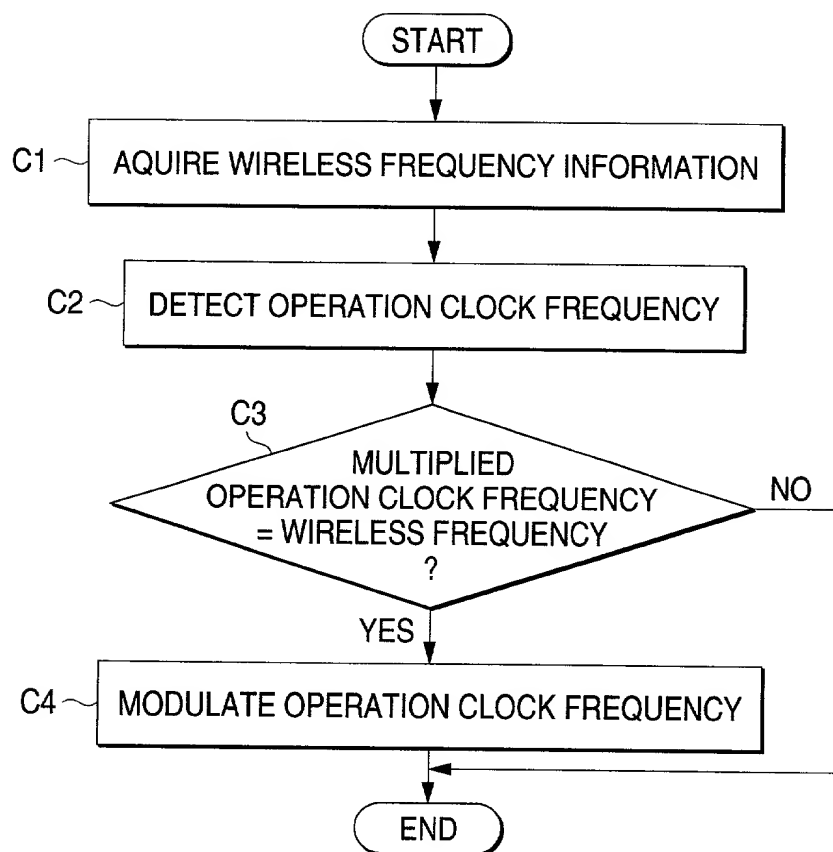 START
C1
AQUIRE WIRELESS FREQUENCY INFORMATION
C2
DETECT OPERATION CLOCK FREQUENCY
C3
MULTIPLIED
OPERATION CLOCK FREQUENCY
= WIRELESS FREQUENCY
?
NO
YES
C4
MODULATE OPERATION CLOCK FREQUENCY
END